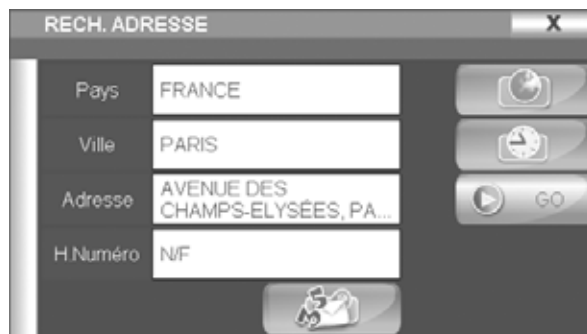 RECH. ADRESSE X
Pays FRANCE
Ville PARIS
Adresse AVENUE DES
CHAMPS-ELYSÉES, PA...
GO
H.Numéro N/F